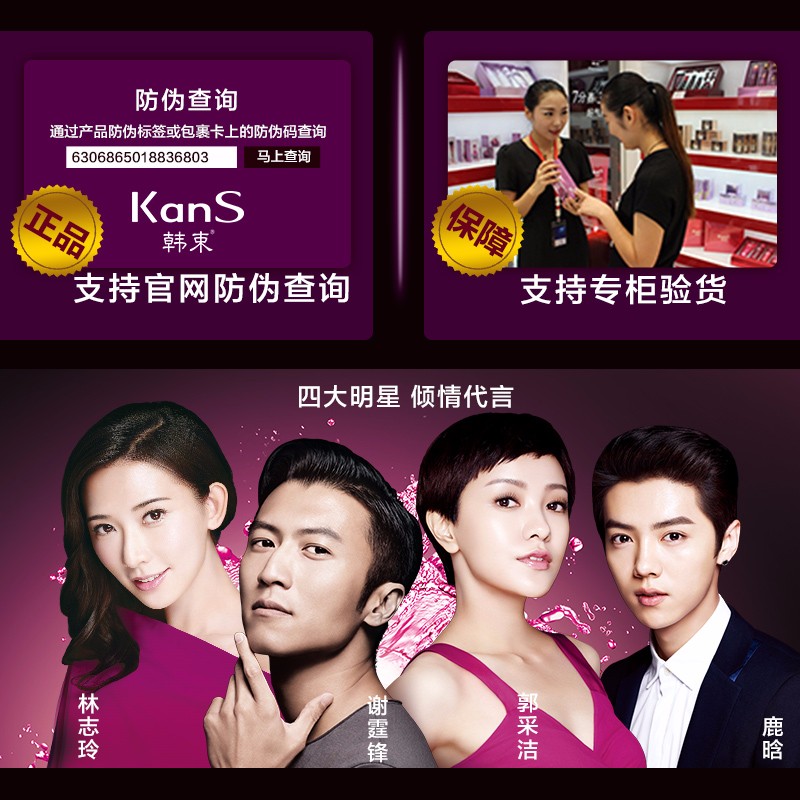 防伪查询
通过产品防伪标签或包裹卡上的防伪码查询
6306865018836803
马上查询
正品
KanS
韩束®
支持官网防伪查询
保障
支持专柜验货
四大明星 倾情代言
林志玲
谢霆锋
郭采洁
鹿晗